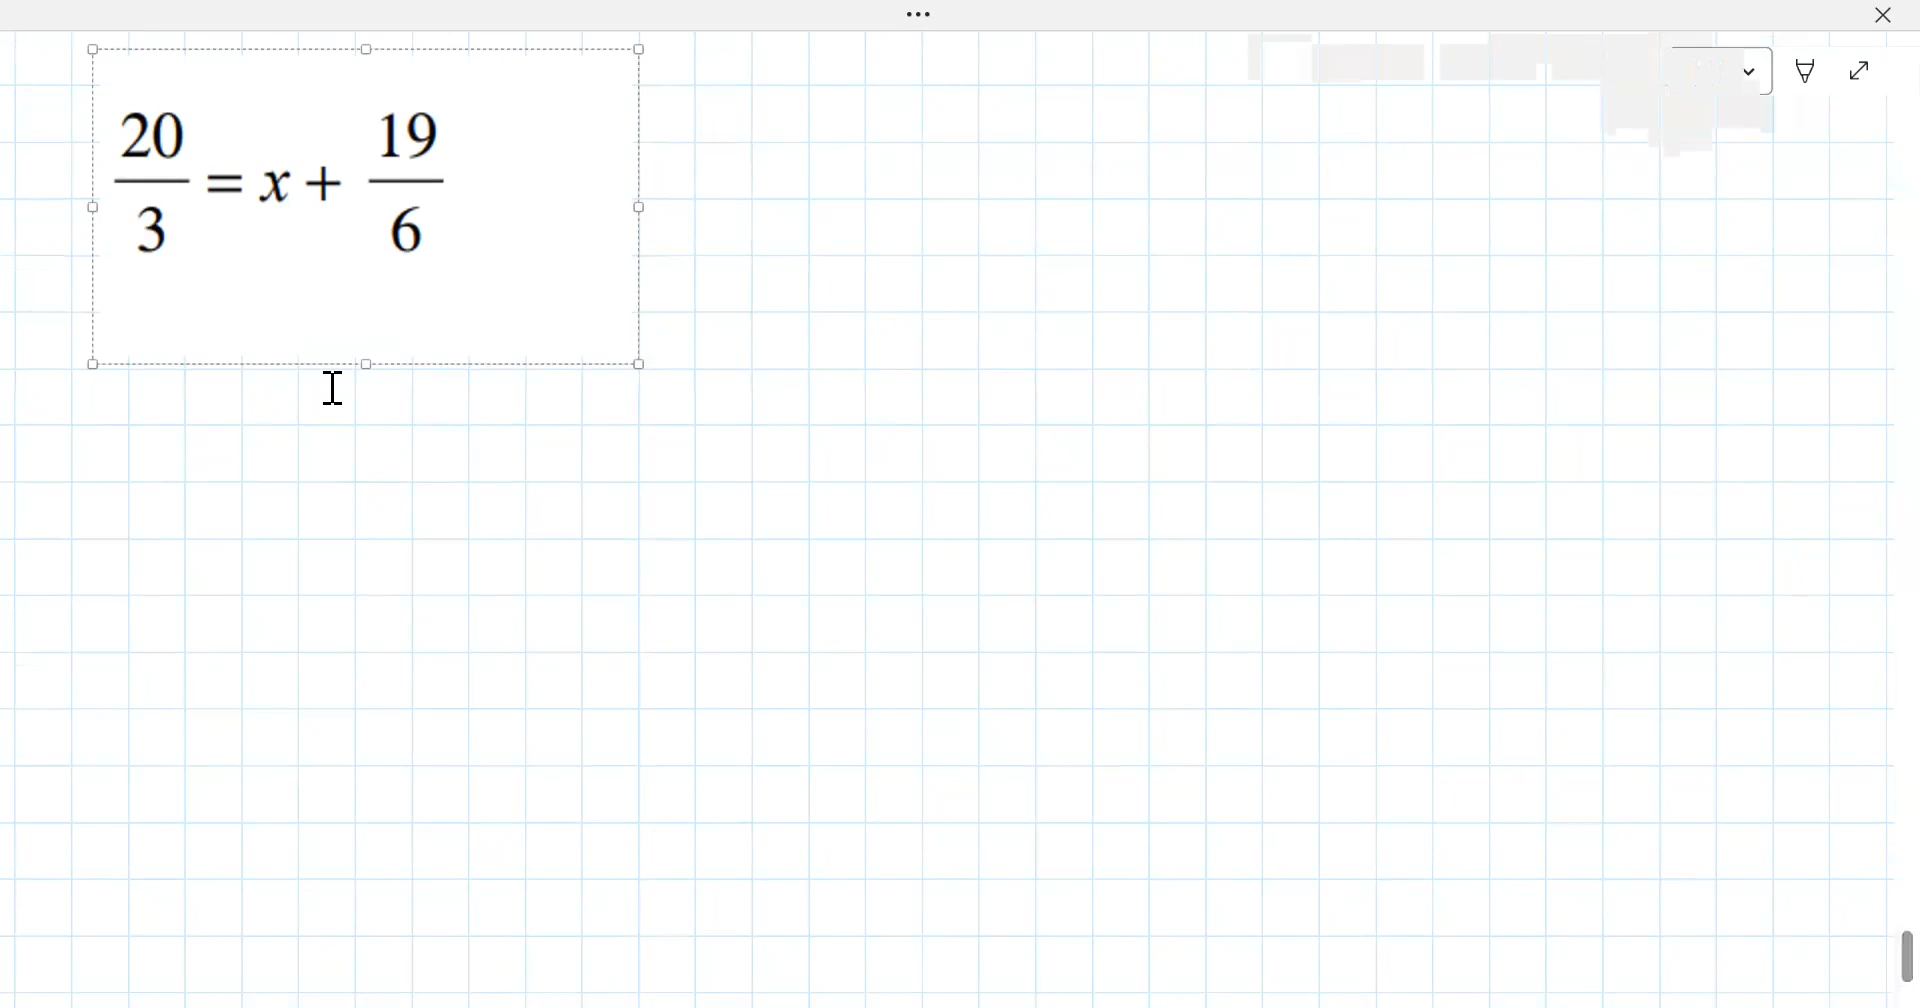 20/3 = x + 19/6